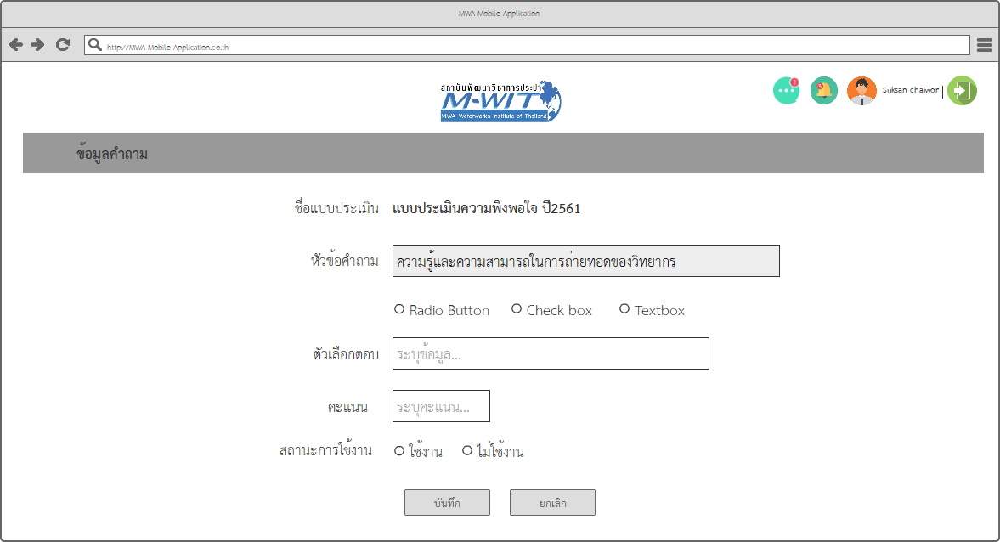 MWA Mobile Application
http://MWA Mobile Application.co.th
สถาบันพัฒนาวิชาการประปา
M-WIT
MWA Waterworks Institute of Thailand
1
5
Suksan chaiwor |
ข้อมูลคำถาม
ชื่อแบบประเมิน แบบประเมินความพึงพอใจ ปี2561
หัวข้อคำถาม ความรู้และความสามารถในการถ่ายทอดของวิทยากร
Radio Button Check box Textbox
ตัวเลือกตอบ ระบุข้อมูล...
คะแนน ระบุคะแนน...
สถานะการใช้งาน ใช้งาน ไม่ใช้งาน
บันทึก ยกเลิก